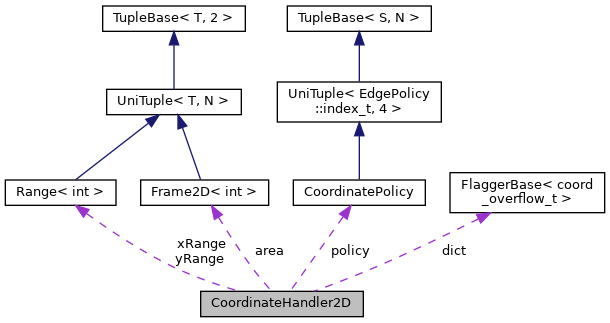 TupleBase< T, 2 >
TupleBase< S, N >
UniTuple< T, N >
UniTuple< EdgePolicy
::index_t, 4 >
Range< int >
Frame2D< int >
CoordinatePolicy
FlaggerBase< coord
_overflow_t >
xRange
yRange
area
policy
dict
CoordinateHandler2D